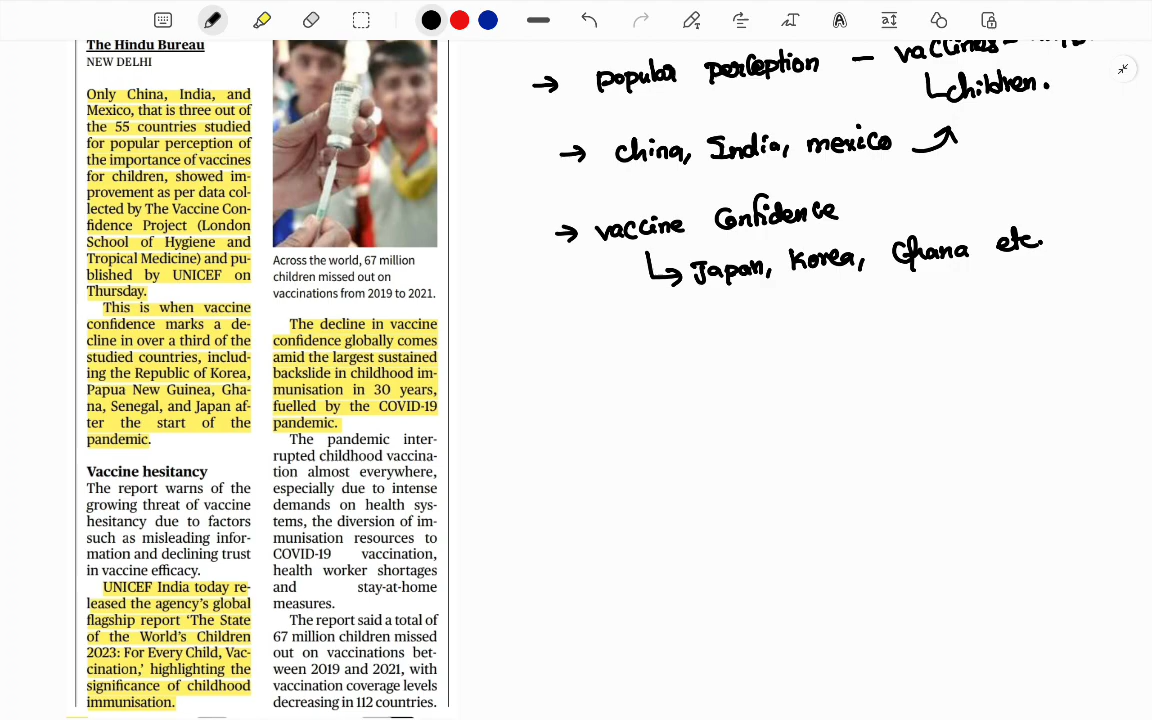 The Hindu Bureau
NEW DELHI
Only China, India, and
Mexico, that is three out of
the 55 countries studied
for popular perception of
the importance of vaccines
for children, showed im-
provement as per data col-
lected by The Vaccine Con-
fidence Project (London
School of Hygiene and
Tropical Medicine) and pu-
blished by UNICEF on
Thursday.
This is when vaccine
confidence marks a de-
cline in over a third of the
studied countries, includ-
ing the Republic of Korea,
Papua New Guinea, Gha-
na, Senegal, and Japan af-
ter the start of the
pandemic.
Vaccine hesitancy
The report warns of the
growing threat of vaccine
hesitancy due to factors
such as misleading infor-
mation and declining trust
in vaccine efficacy.
UNICEF India today re-
leased the agency's global
flagship report 'The State
of the World's Children
2023: For Every Child, Vac-
cination,' highlighting the
significance of childhood
immunisation.
Across the world, 67 million
children missed out on
vaccinations from 2019 to 2021.
The decline in vaccine
confidence globally comes
amid the largest sustained
backslide in childhood im-
munisation in 30 years,
fuelled by the COVID-19
pandemic.
The pandemic inter-
rupted childhood vaccina-
tion almost everywhere,
especially due to intense
demands on health sys-
tems, the diversion of im-
munisation resources to
COVID-19 vaccination,
health worker shortages
and stay-at-home
measures.
The report said a total of
67 million children missed
out on vaccinations bet-
ween 2019 and 2021, with
vaccination coverage levels
decreasing in 112 countries.
→ popular perception – vaccines -
children.
→ china, India, mexico
→ vaccine Confidence
↳ Japan, Korea, Ghana etc.